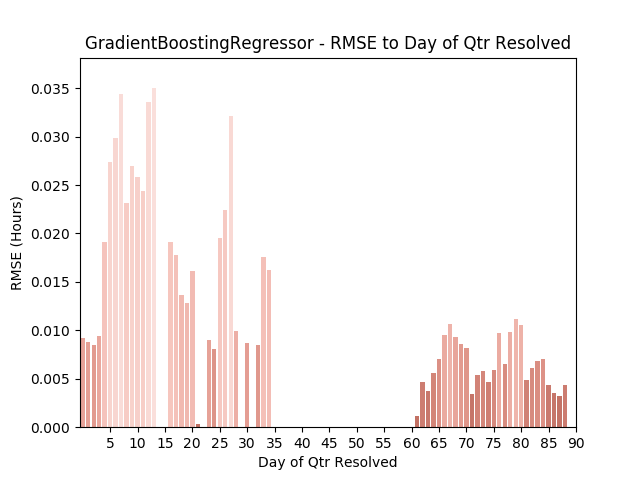 GradientBoostingRegressor - RMSE to Day of Qtr Resolved
0.035
0.030
0.025
0.020
0.015
0.010
0.005
0.000
RMSE (Hours)
5 10 15 20 25 30 35 40 45 50 55 60 65 70 75 80 85 90
Day of Qtr Resolved